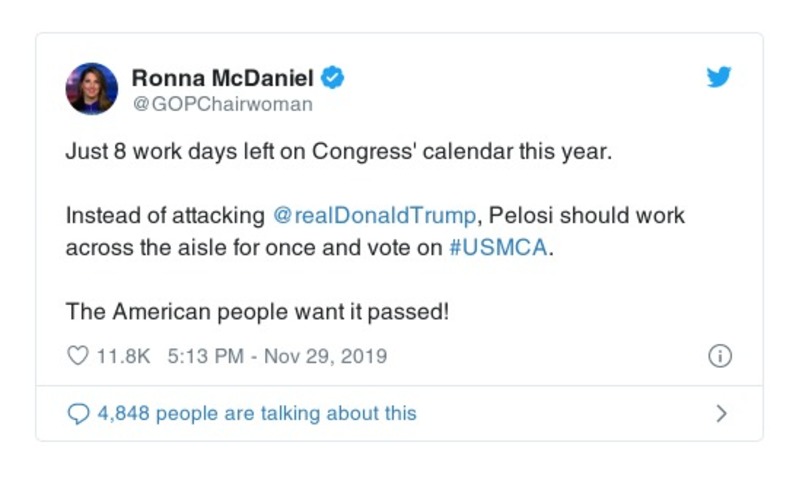 Ronna McDaniel
@GOPChairwoman
Just 8 work days left on Congress' calendar this year.
Instead of attacking @realDonaldTrump, Pelosi should work
across the aisle for once and vote on #USMCA.
The American people want it passed!
11.8K 5:13 PM - Nov 29, 2019
4,848 people are talking about this